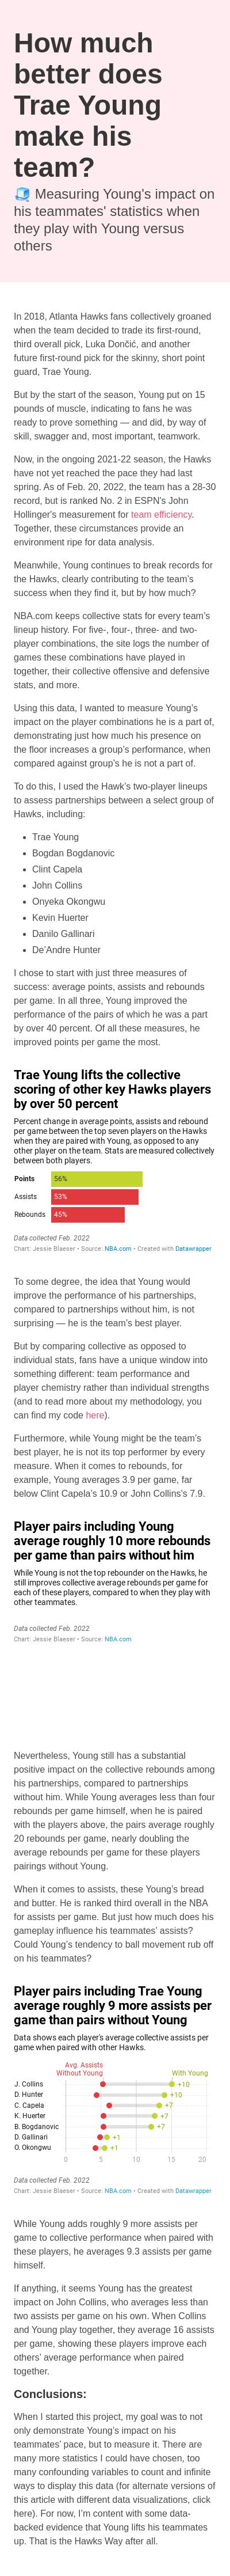 How much
better does
Trae Young
make his
team?
🧊 Measuring Young's impact on
his teammates' statistics when
they play with Young versus
others
In 2018, Atlanta Hawks fans collectively groaned
when the team decided to trade its first-round,
third overall pick, Luka Dončić, and another
future first-round pick for the skinny, short point
guard, Trae Young.
But by the start of the season, Young put on 15
pounds of muscle, indicating to fans he was
ready to prove something — and did, by way of
skill, swagger and, most important, teamwork.
Now, in the ongoing 2021-22 season, the Hawks
have not yet reached the pace they had last
spring. As of Feb. 20, 2022, the team has a 28-30
record, but is ranked No. 2 in ESPN's John
Hollinger's measurement for team efficiency.
Together, these circumstances provide an
environment ripe for data analysis.
Meanwhile, Young continues to break records for
the Hawks, clearly contributing to the team's
success when they find it, but by how much?
NBA.com keeps collective stats for every team's
lineup history. For five-, four-, three- and two-
player combinations, the site logs the number of
games these combinations have played in
together, their collective offensive and defensive
stats, and more.
Using this data, I wanted to measure Young's
impact on the player combinations he is a part of,
demonstrating just how much his presence on
the floor increases a group's performance, when
compared against group's he is not a part of.
To do this, I used the Hawk's two-player lineups
to assess partnerships between a select group of
Hawks, including:
• Trae Young
• Bogdan Bogdanovic
• Clint Capela
• John Collins
• Onyeka Okongwu
• Kevin Huerter
• Danilo Gallinari
• De'Andre Hunter
I chose to start with just three measures of
success: average points, assists and rebounds
per game. In all three, Young improved the
performance of the pairs of which he was a part
by over 40 percent. Of all these measures, he
improved points per game the most.
Trae Young lifts the collective
scoring of other key Hawks players
by over 50 percent
Percent change in average points, assists and rebound
per game between the top seven players on the Hawks
when they are paired with Young, as opposed to any
other player on the team. Stats are measured collectively
between both players.
Points 56%
Assists 53%
Rebounds 45%
Data collected Feb. 2022
Chart: Jessie Blaeser • Source: NBA.com • Created with Datawrapper
To some degree, the idea that Young would
improve the performance of his partnerships,
compared to partnerships without him, is not
surprising — he is the team's best player.
But by comparing collective as opposed to
individual stats, fans have a unique window into
something different: team performance and
player chemistry rather than individual strengths
(and to read more about my methodology, you
can find my code here).
Furthermore, while Young might be the team's
best player, he is not its top performer by every
measure. When it comes to rebounds, for
example, Young averages 3.9 per game, far
below Clint Capela's 10.9 or John Collins's 7.9.
Player pairs including Young
average roughly 10 more rebounds
per game than pairs without him
While Young is not the top rebounder on the Hawks, he
still improves collective average rebounds per game for
each of these players, compared to when they play with
other teammates.
Data collected Feb. 2022
Chart: Jessie Blaeser • Source: NBA.com
Nevertheless, Young still has a substantial
positive impact on the collective rebounds among
his partnerships, compared to partnerships
without him. While Young averages less than four
rebounds per game himself, when he is paired
with the players above, the pairs average roughly
20 rebounds per game, nearly doubling the
average rebounds per game for these players
pairings without Young.
When it comes to assists, these Young's bread
and butter. He is ranked third overall in the NBA
for assists per game. But just how much does his
gameplay influence his teammates' assists?
Could Young's tendency to ball movement rub off
on his teammates?
Player pairs including Trae Young
average roughly 9 more assists per
game than pairs without Young
Data shows each player's average collective assists per
game when paired with other Hawks.
Avg. Assists
Without Young With Young
J. Collins +10
D. Hunter +10
C. Capela +7
K. Huerter +7
B. Bogdanovic +7
D. Gallinari +1
O. Okongwu +1
0 5 10 15 20
Data collected Feb. 2022
Chart: Jessie Blaeser • Source: NBA.com • Created with Datawrapper
While Young adds roughly 9 more assists per
game to collective performance when paired with
these players, he averages 9.3 assists per game
himself.
If anything, it seems Young has the greatest
impact on John Collins, who averages less than
two assists per game on his own. When Collins
and Young play together, they average 16 assists
per game, showing these players improve each
others' average performance when paired
together.
Conclusions:
When I started this project, my goal was to not
only demonstrate Young's impact on his
teammates' pace, but to measure it. There are
many more statistics I could have chosen, too
many confounding variables to count and infinite
ways to display this data (for alternate versions of
this article with different data visualizations, click
here). For now, I'm content with some data-
backed evidence that Young lifts his teammates
up. That is the Hawks Way after all.